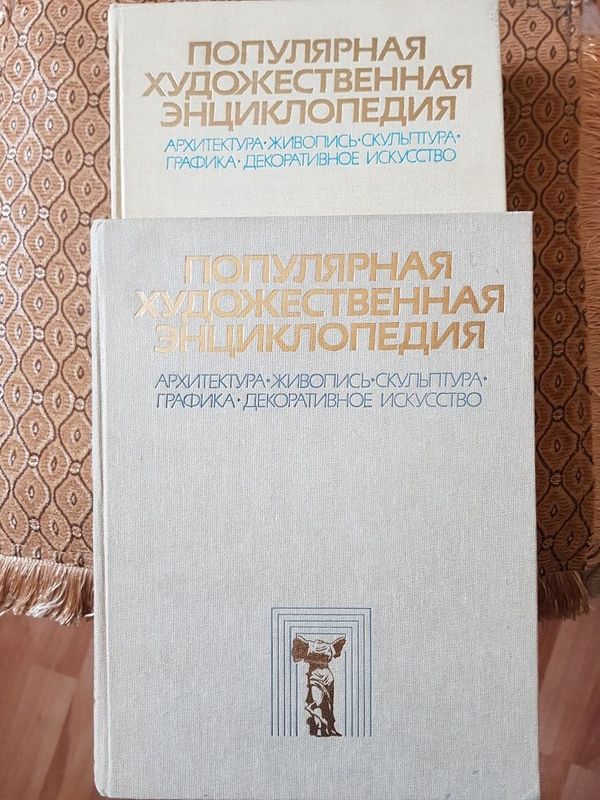 ПОПУЛЯРНАЯ
ХУДОЖЕСТВЕННАЯ
ЭНЦИКЛОПЕДИЯ
АРХИТЕКТУРА•ЖИВОПИСЬ•СКУЛЬПТУРА•
ГРАФИКА•ДЕКОРАТИВНОЕ ИСКУССТВО
ПОПУЛЯРНАЯ
ХУДОЖЕСТВЕННАЯ
ЭНЦИКЛОПЕДИЯ
АРХИТЕКТУРА•ЖИВОПИСЬ•СКУЛЬПТУРА•
ГРАФИКА•ДЕКОРАТИВНОЕ ИСКУССТВО